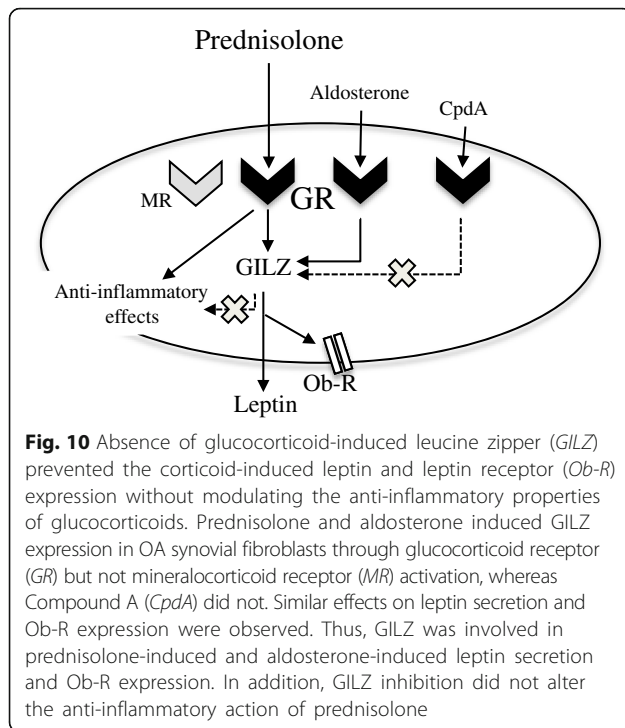 Prednisolone
Aldosterone
CpdA
MR
GR
GILZ
Anti-inflammatory
effects
Ob-R
Leptin
Fig. 10 Absence of glucocorticoid-induced leucine zipper (GILZ)
prevented the corticoid-induced leptin and leptin receptor (Ob-R)
expression without modulating the anti-inflammatory properties
of glucocorticoids. Prednisolone and aldosterone induced GILZ
expression in OA synovial fibroblasts through glucocorticoid receptor
(GR) but not mineralocorticoid receptor (MR) activation, whereas
Compound A (CpdA) did not. Similar effects on leptin secretion and
Ob-R expression were observed. Thus, GILZ was involved in
prednisolone-induced and aldosterone-induced leptin secretion
and Ob-R expression. In addition, GILZ inhibition did not alter
the anti-inflammatory action of prednisolone